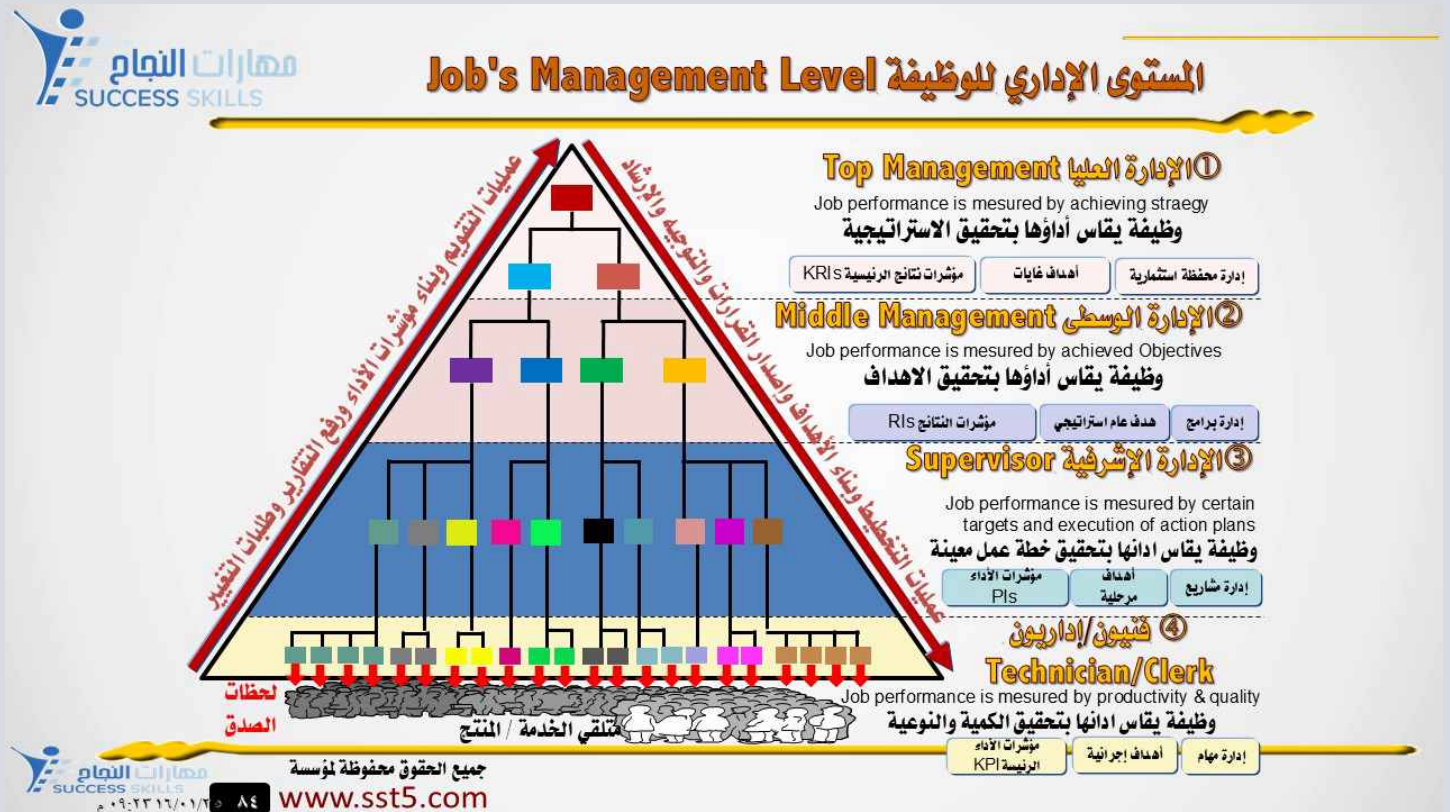 مهارات النجاح
SUCCESS SKILLS
المستوى الإداري للوظيفة Job's Management Level
عمليات التقويم وبناء مؤشرات الأداء ورفع التقارير وطلبات التغيير
عمليات التخطيط وبناء الأهداف وإصدار القرارات والتوجيه والإرشاد
①الإدارة العليا Top Management
Job performance is mesured by achieving straegy
وظيفة يقاس أداؤها بتحقيق الاستراتيجية
إدارة محفظة استثمارية
أهداف غايات
مؤشرات نتائج الرئيسية KRIs
②الإدارة الوسطى Middle Management
Job performance is mesured by achieved Objectives
وظيفة يقاس أداؤها بتحقيق الاهداف
إدارة برامج
هدف عام استراتيجي
مؤشرات النتائج RIs
③الإدارة الإشرفية Supervisor
Job performance is mesured by certain
targets and execution of action plans
وظيفة يقاس ادائها بتحقيق خطة عمل معينة
إدارة مشاريع
أهداف
مرحلية
مؤشرات الأداء
PIs
④ فنيون/إداريون
Technician/Clerk
Job performance is mesured by productivity & quality
وظيفة يقاس ادائها بتحقيق الكمية والنوعية
إدارة مهام
أهداف إجرائية
مؤشرات الأداء
الرئيسة KPI
لحظات
الصدق
متلقي الخدمة / المنتج
جميع الحقوق محفوظة لمؤسسة
www.sst5.com
مهارات النجاح
SUCCESS SKILLS
٨٤